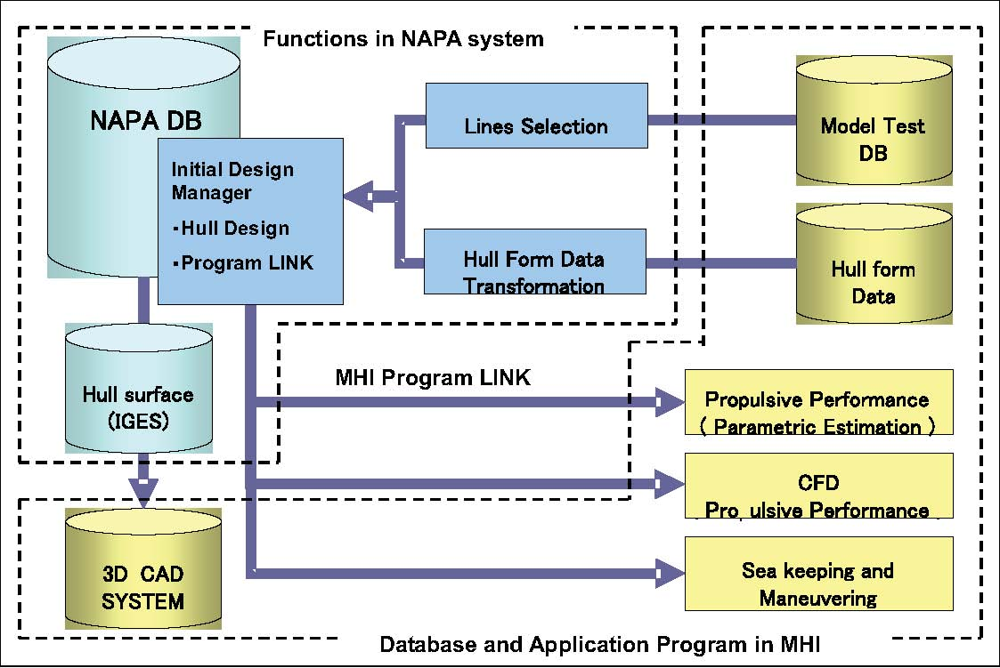 Functions in NAPA system
NAPA DB
Initial Design
Manager
・Hull Design
・Program LINK
Lines Selection
Hull Form Data
Transformation
Model Test
DB
Hull form
Data
Hull surface
(IGES)
MHI Program LINK
Propulsive Performance
( Parametric Estimation )
CFD
( Propulsive Performance )
Sea keeping and
Maneuvering
3D CAD
SYSTEM
Database and Application Program in MHI